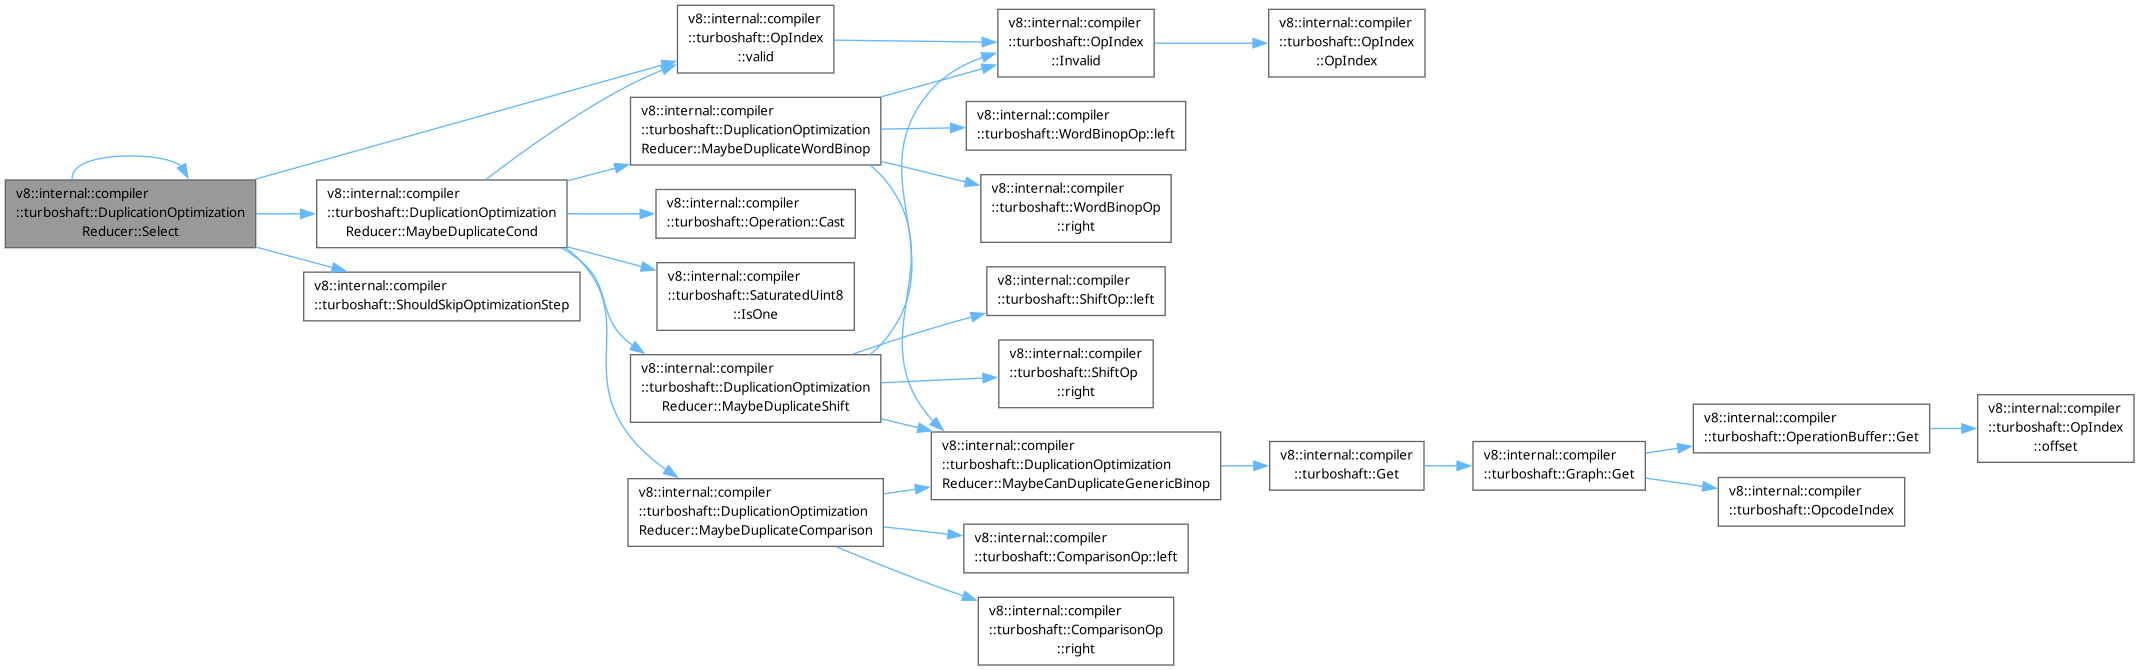 v8::internal::compiler
::turboshaft::DuplicationOptimization
Reducer::Select
v8::internal::compiler
::turboshaft::OpIndex
::valid
v8::internal::compiler
::turboshaft::OpIndex
::Invalid
v8::internal::compiler
::turboshaft::OpIndex
::OpIndex
v8::internal::compiler
::turboshaft::DuplicationOptimization
Reducer::MaybeDuplicateCond
v8::internal::compiler
::turboshaft::DuplicationOptimization
Reducer::MaybeDuplicateWordBinop
v8::internal::compiler
::turboshaft::WordBinopOp::left
v8::internal::compiler
::turboshaft::WordBinopOp
::right
v8::internal::compiler
::turboshaft::Operation::Cast
v8::internal::compiler
::turboshaft::SaturatedUint8
::IsOne
v8::internal::compiler
::turboshaft::ShouldSkipOptimizationStep
v8::internal::compiler
::turboshaft::DuplicationOptimization
Reducer::MaybeDuplicateShift
v8::internal::compiler
::turboshaft::ShiftOp::left
v8::internal::compiler
::turboshaft::ShiftOp
::right
v8::internal::compiler
::turboshaft::DuplicationOptimization
Reducer::MaybeCanDuplicateGenericBinop
v8::internal::compiler
::turboshaft::Get
v8::internal::compiler
::turboshaft::Graph::Get
v8::internal::compiler
::turboshaft::OperationBuffer::Get
v8::internal::compiler
::turboshaft::OpIndex
::offset
v8::internal::compiler
::turboshaft::OpcodeIndex
v8::internal::compiler
::turboshaft::DuplicationOptimization
Reducer::MaybeDuplicateComparison
v8::internal::compiler
::turboshaft::ComparisonOp::left
v8::internal::compiler
::turboshaft::ComparisonOp
::right